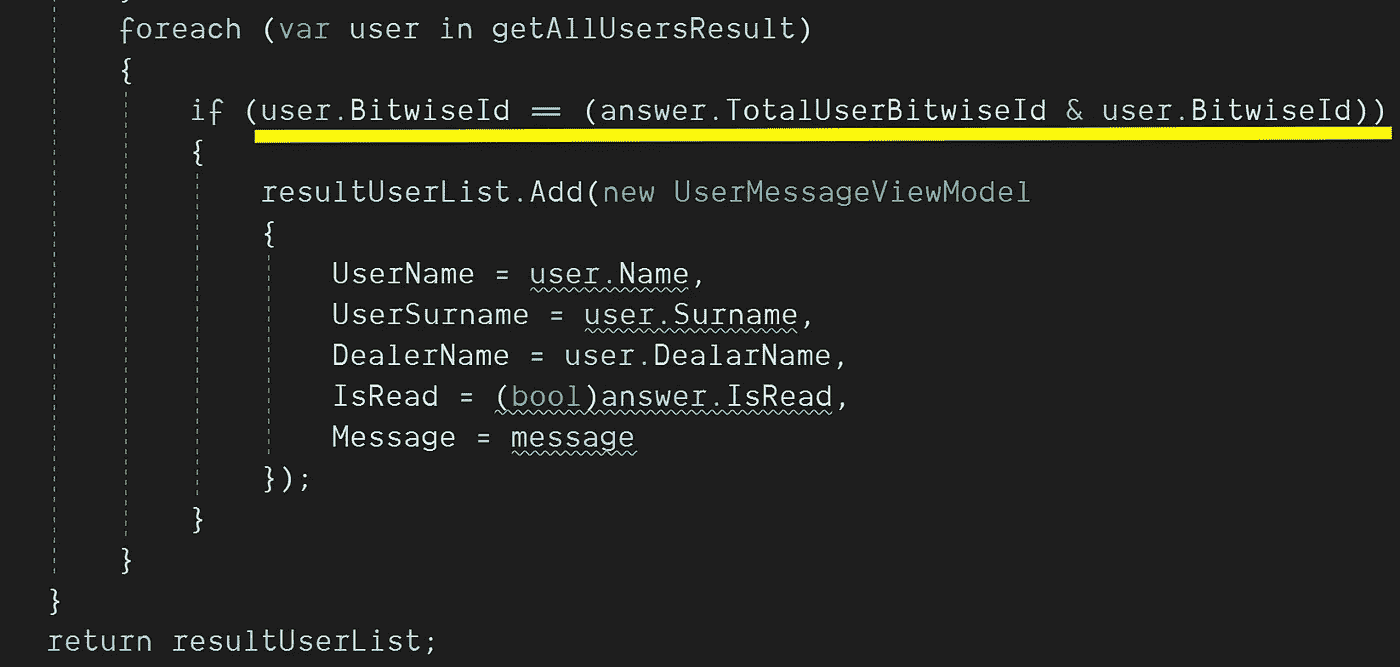 foreach (var user in getAllUsersResult)
{
if (user.BitwiseId == (answer.TotalUserBitwiseId & user.BitwiseId))
{
resultUserList.Add(new UserMessageViewModel
{
UserName = user.Name,
UserSurname = user.Surname,
DealerName = user.DealarName,
IsRead = (bool)answer.IsRead,
Message = message
});
}
}
}
return resultUserList;